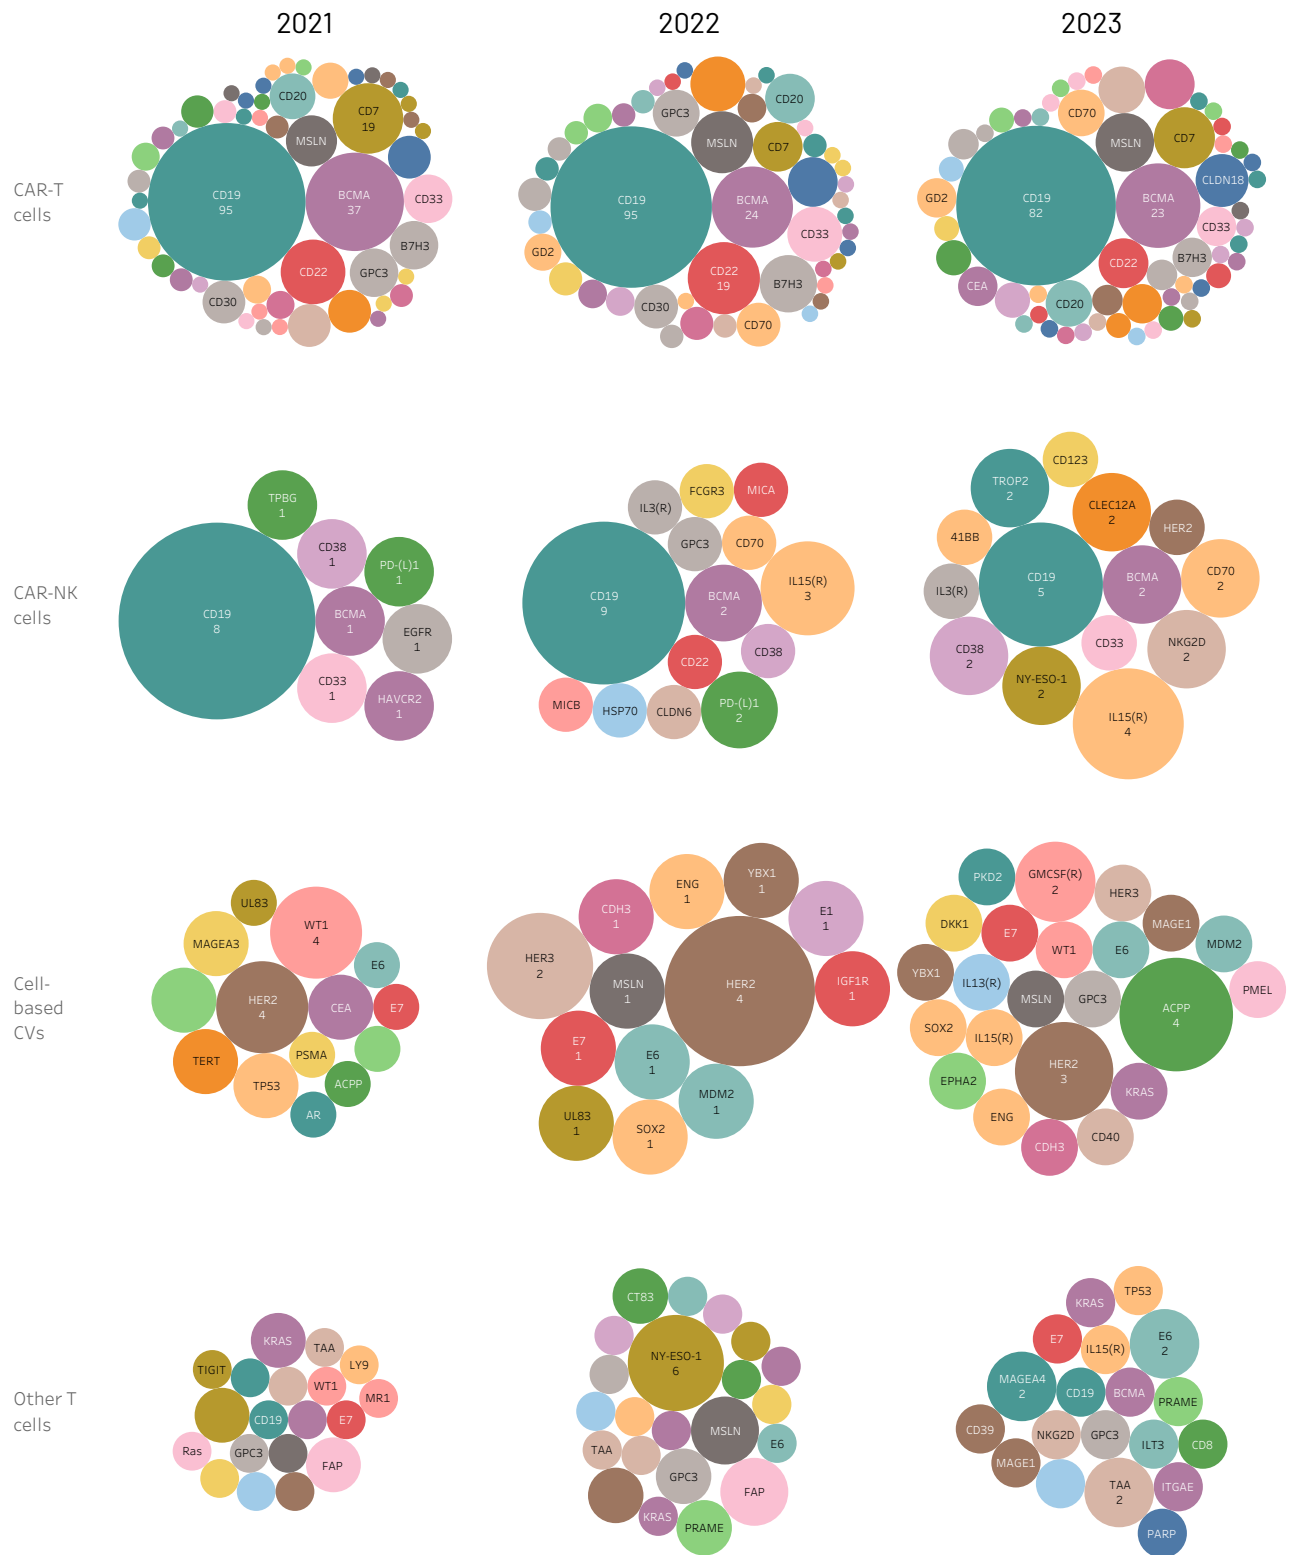 2021
2022
2023
CAR-T
cells
CD20
CD7
19
MSLN
CD19
95
BCMA
37
CD33
B7H3
CD22
GPC3
CD30
GPC3
CD20
MSLN
CD7
CD19
95
BCMA
24
CD33
GD2
CD22
19
B7H3
CD30
CD70
CD70
MSLN
CD7
CLDN18
GD2
CD19
82
BCMA
23
CD33
B7H3
CD22
CEA
CD20
CAR-NK
cells
TPBG
1
CD38
1
PD-(L)1
1
CD19
8
BCMA
1
EGFR
1
CD33
1
HAVCR2
1
IL3(R)
FCGR3
MICA
GPC3
CD70
CD19
9
BCMA
2
IL15(R)
3
CD22
CD38
MICB
HSP70
CLDN6
PD-(L)1
2
CD123
TROP2
2
CLEC12A
2
HER2
41BB
CD19
5
BCMA
2
CD70
2
IL3(R)
CD33
NKG2D
2
CD38
2
NY-ESO-1
2
IL15(R)
4
Cell-
based
CVs
UL83
WT1
4
MAGEA3
E6
HER2
4
CEA
E7
TERT
PSMA
TP53
ACPP
AR
YBX1
1
ENG
1
CDH3
1
E1
1
HER3
2
MSLN
1
HER2
4
IGF1R
1
E7
1
E6
1
MDM2
1
UL83
1
SOX2
1
PKD2
GMCSF(R)
2
HER3
DKK1
E7
WT1
E6
MAGE1
MDM2
YBX1
IL13(R)
MSLN
GPC3
ACPP
4
PMEL
SOX2
IL15(R)
HER2
3
EPHA2
KRAS
ENG
CDH3
CD40
Other T
cells
KRAS
TAA
TIGIT
LY9
WT1
MR1
CD19
E7
Ras
GPC3
FAP
CT83
NY-ESO-1
6
MSLN
E6
TAA
GPC3
FAP
KRAS
PRAME
KRAS
TP53
E7
IL15(R)
E6
2
MAGEA4
2
CD19
BCMA
PRAME
CD39
NKG2D
GPC3
ILT3
CD8
MAGE1
TAA
2
ITGAE
PARP